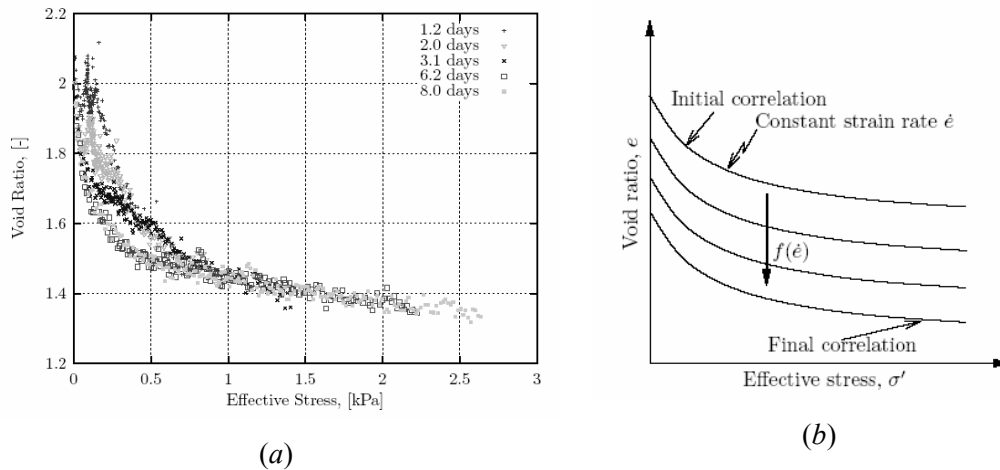 2.2
2
1.8
1.6
1.4
1.2
Void Ratio, [-]
1.2 days
2.0 days
3.1 days
6.2 days
8.0 days
0
0.5
1
1.5
2
2.5
3
Effective Stress, [kPa]
(a)
Void ratio, e
Initial correlation
Constant strain rate ė
f(ė)
Final correlation
Effective stress, σ′
(b)